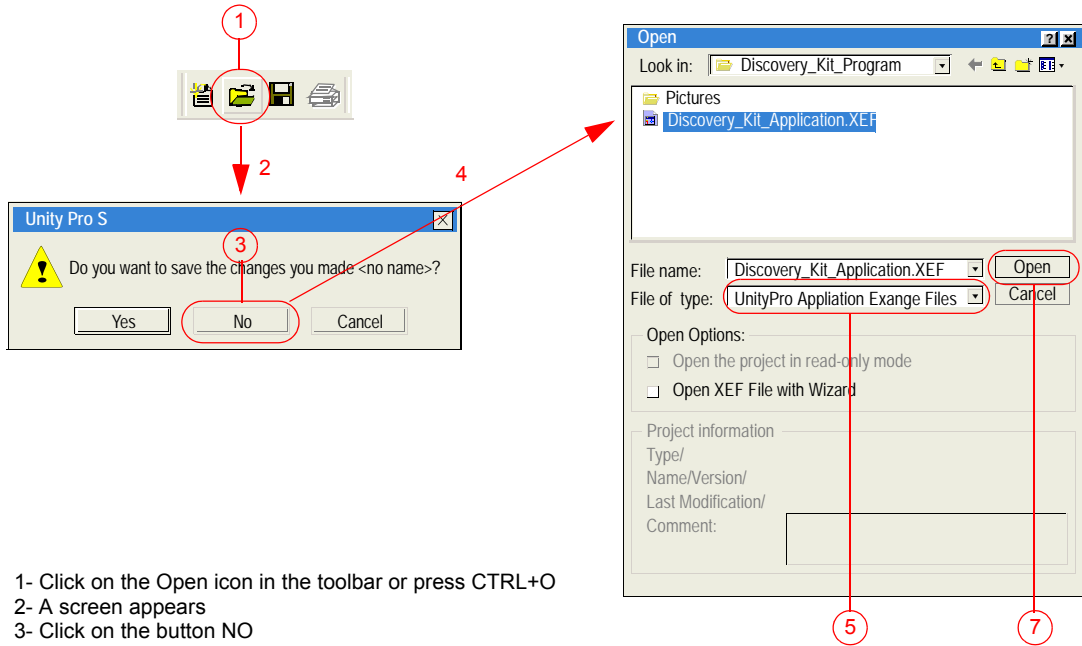 1
2
Unity Pro S
3
Do you want to save the changes you made <no name>?
Yes
No
Cancel
4
Open
Look in:
Discovery_Kit_Program
Pictures
Discovery_Kit_Application.XEF
File name:
Discovery_Kit_Application.XEF
Open
File of type:
UnityPro Appliation Exange Files
Cancel
Open Options:
Open the project in read-only mode
Open XEF File with Wizard
Project information
Type/
Name/Version/
Last Modification/
Comment:
5
7
1- Click on the Open icon in the toolbar or press CTRL+O
2- A screen appears
3- Click on the button NO